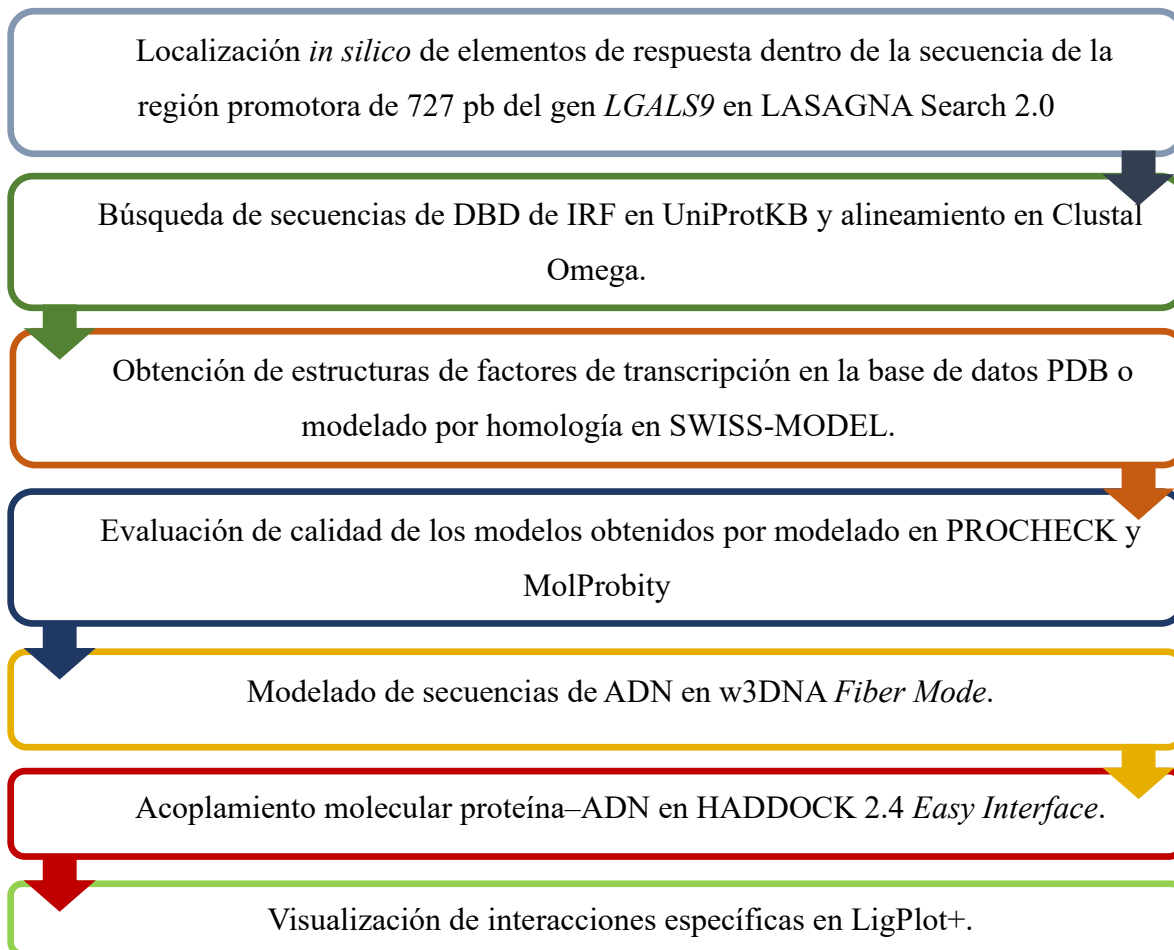 Localización in silico de elementos de respuesta dentro de la secuencia de la
región promotora de 727 pb del gen LGALS9 en LASAGNA Search 2.0
Búsqueda de secuencias de DBD de IRF en UniProtKB y alineamiento en Clustal
Omega.
Obtención de estructuras de factores de transcripción en la base de datos PDB o
modelado por homología en SWISS-MODEL.
Evaluación de calidad de los modelos obtenidos por modelado en PROCHECK y
MolProbity
Modelado de secuencias de ADN en w3DNA Fiber Mode.
Acoplamiento molecular proteína–ADN en HADDOCK 2.4 Easy Interface.
Visualización de interacciones específicas en LigPlot+.